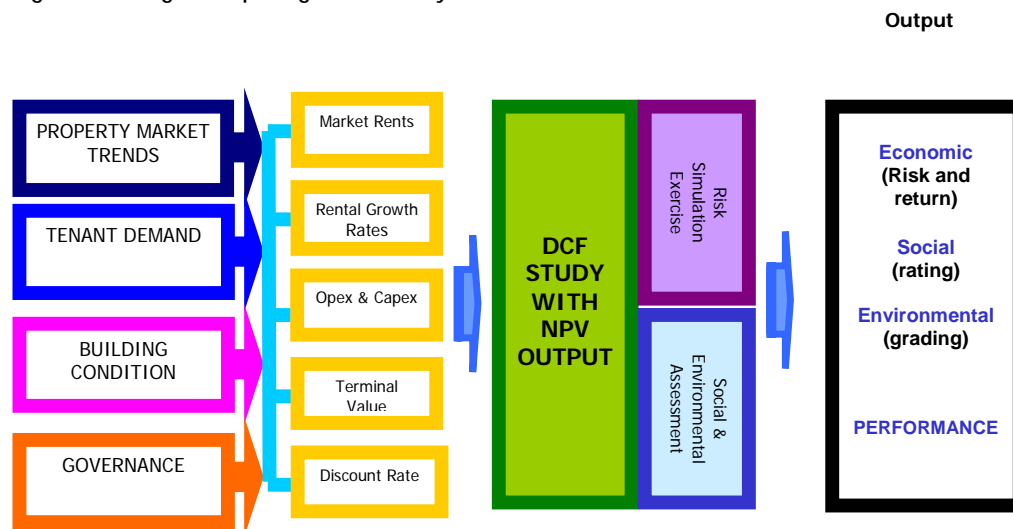 Output
PROPERTY MARKET
TRENDS
TENANT DEMAND
BUILDING
CONDITION
GOVERNANCE
Market Rents
Rental Growth
Rates
Opex & Capex
Terminal
Value
Discount Rate
DCF
STUDY
WITH
NPV
OUTPUT
Risk
Simulation
Exercise
Social &
Environmental
Assessment
Economic
(Risk and
return)
Social
(rating)
Environmental
(grading)
PERFORMANCE